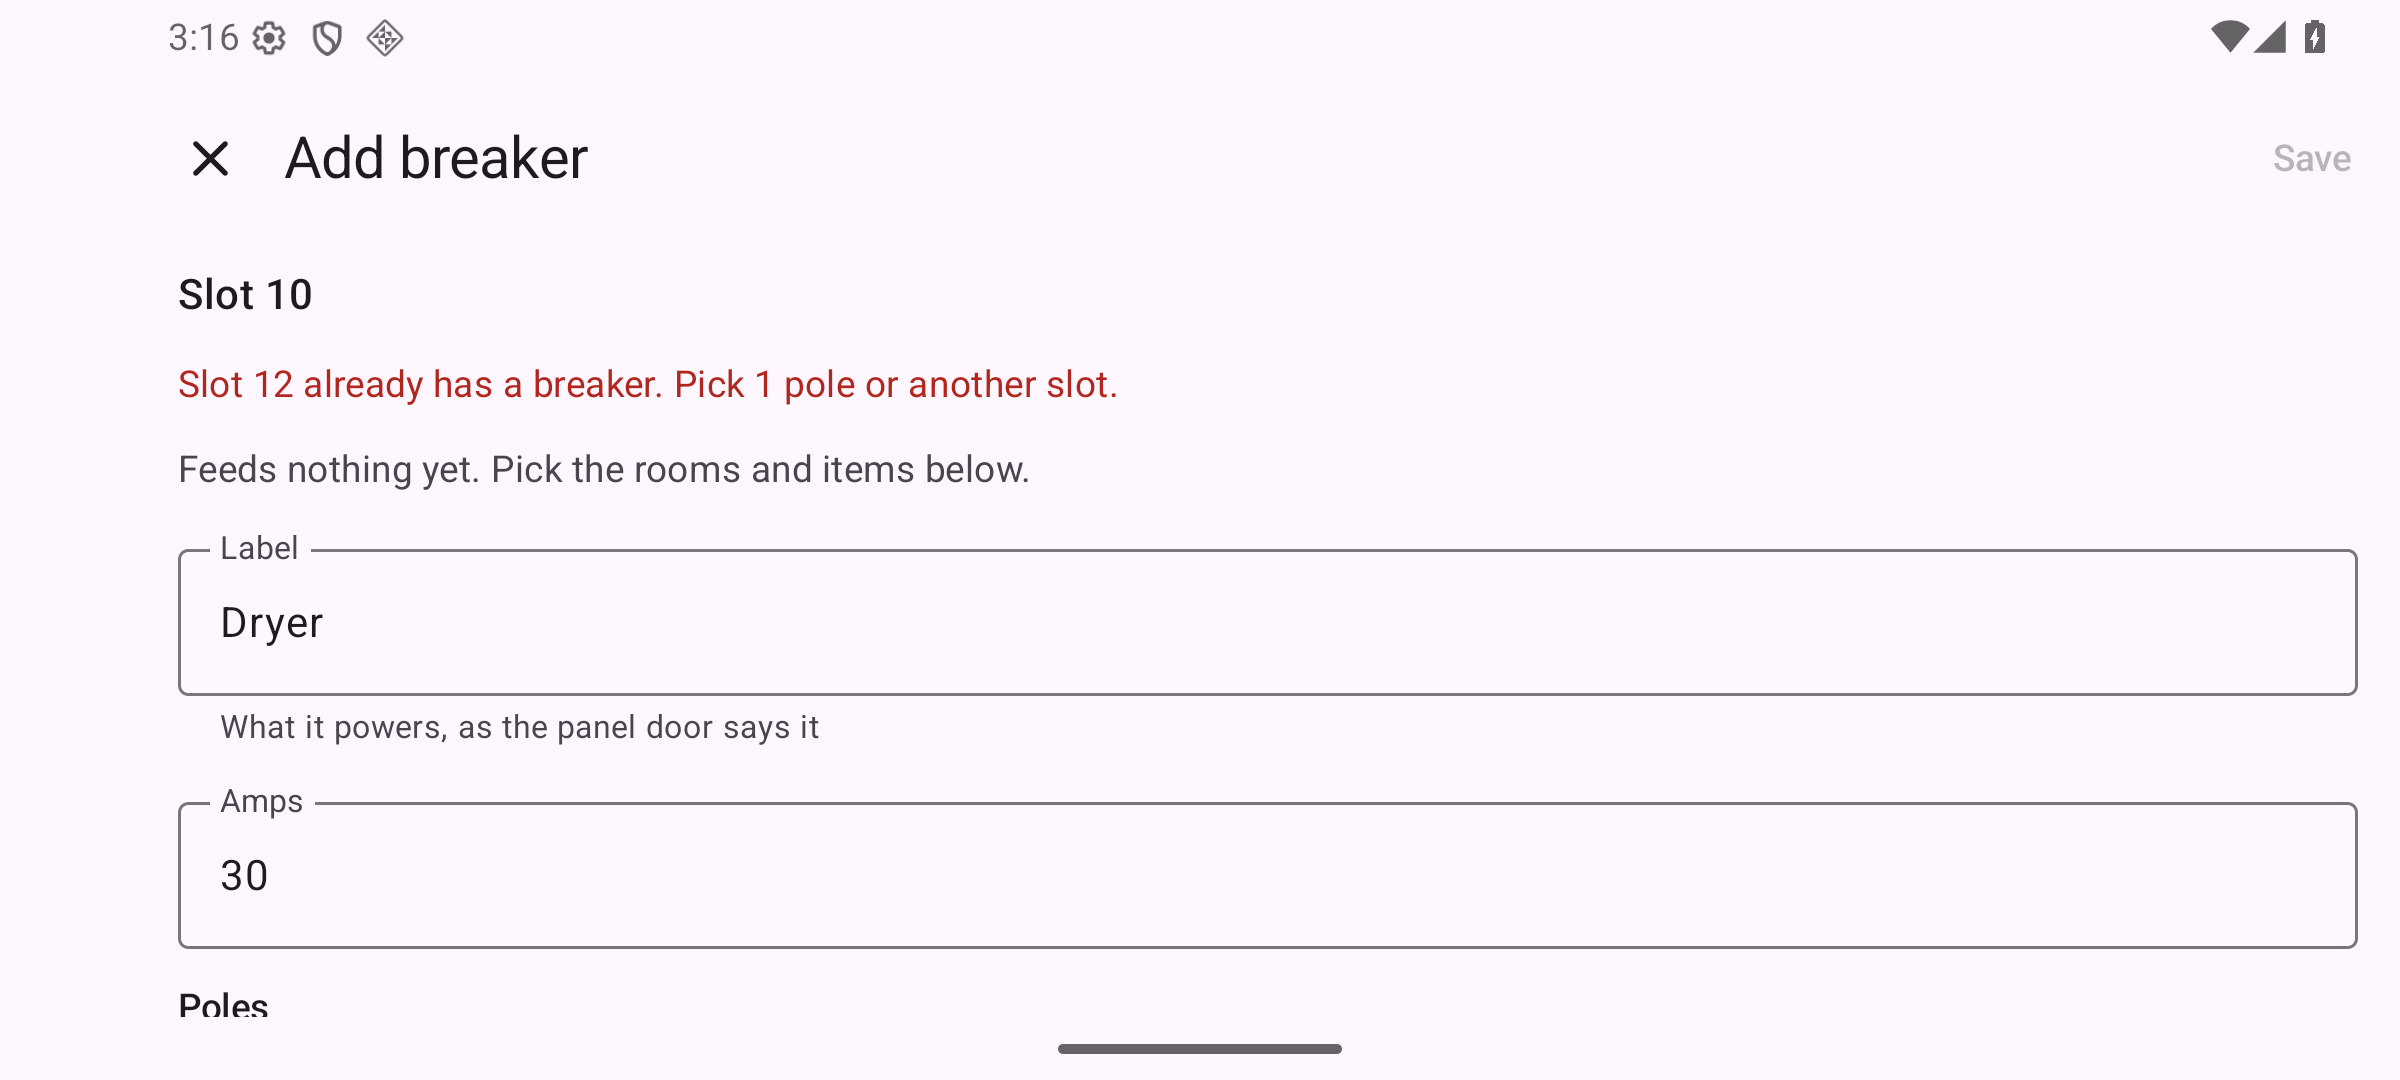 3:16
Add breaker
Save
Slot 10
Slot 12 already has a breaker. Pick 1 pole or another slot.
Feeds nothing yet. Pick the rooms and items below.
Label
Dryer
What it powers, as the panel door says it
Amps
30
Poles